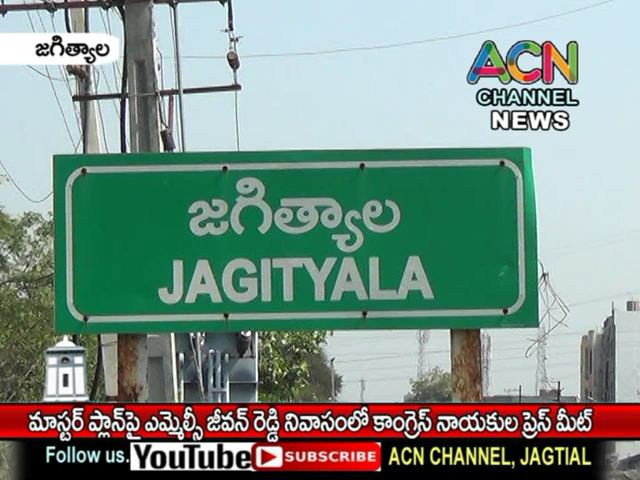 జగిత్యాల
ACN
CHANNEL
NEWS
జగిత్యాల
JAGITYALA
మాస్టర్ ప్లాన్‌పై ఎమ్మెల్సీ జీవన్ రెడ్డి నివాసంలో కాంగ్రెస్ నాయకుల ప్రెస్ మీట్
Follow us. YouTube SUBSCRIBE ACN CHANNEL, JAGTIAL